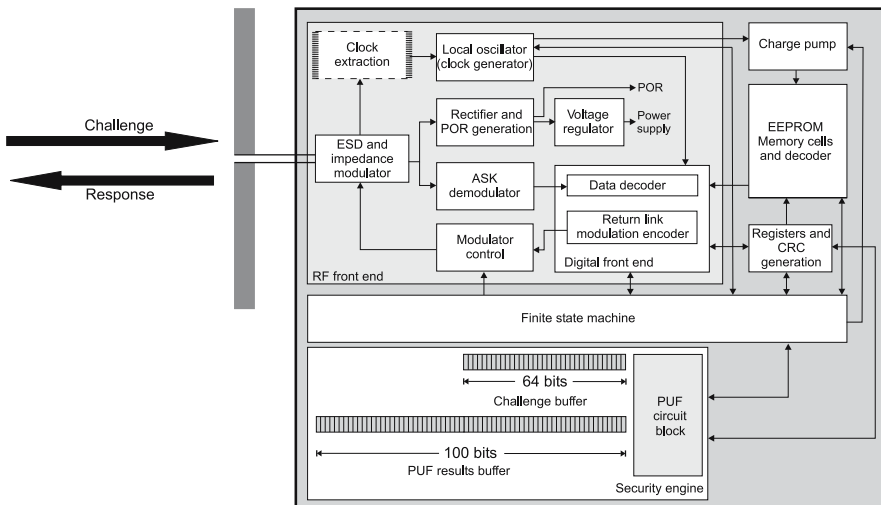 Challenge
Response
Clock
extraction
Local oscillator
(clock generator)
Charge pump
Rectifier and
POR generation
POR
Voltage
regulator
Power
supply
EEPROM
Memory cells
and decoder
ESD and
impedance
modulator
ASK
demodulator
Data decoder
Return link
modulation encoder
Modulator
control
Digital front end
Registers and
CRC
generation
RF front end
Finite state machine
64 bits
Challenge buffer
100 bits
PUF results buffer
PUF
circuit
block
Security engine